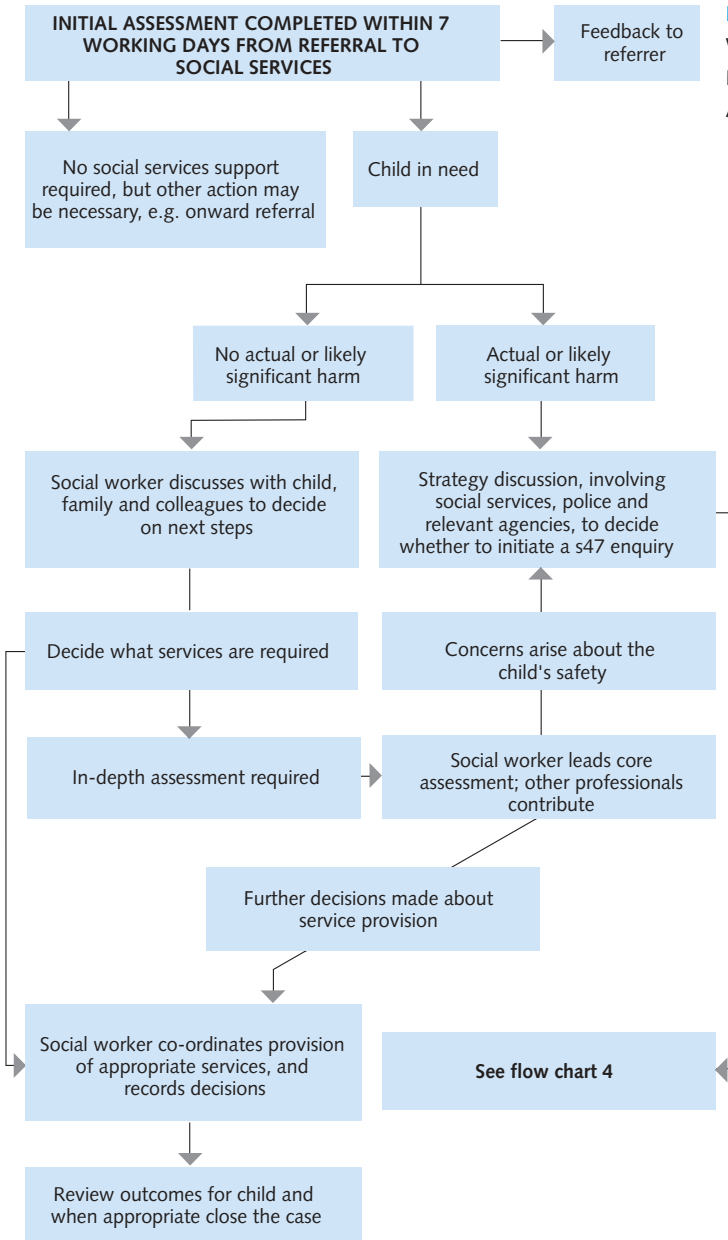 INITIAL ASSESSMENT COMPLETED WITHIN 7
WORKING DAYS FROM REFERRAL TO
SOCIAL SERVICES
Feedback to
referrer
No social services support
required, but other action may
be necessary, e.g. onward referral
Child in need
No actual or likely
significant harm
Actual or likely
significant harm
Social worker discusses with child,
family and colleagues to decide
on next steps
Strategy discussion, involving
social services, police and
relevant agencies, to decide
whether to initiate a s47 enquiry
Decide what services are required
Concerns arise about the
child's safety
In-depth assessment required
Social worker leads core
assessment; other professionals
contribute
Further decisions made about
service provision
Social worker co-ordinates provision
of appropriate services, and
records decisions
See flow chart 4
Review outcomes for child and
when appropriate close the case